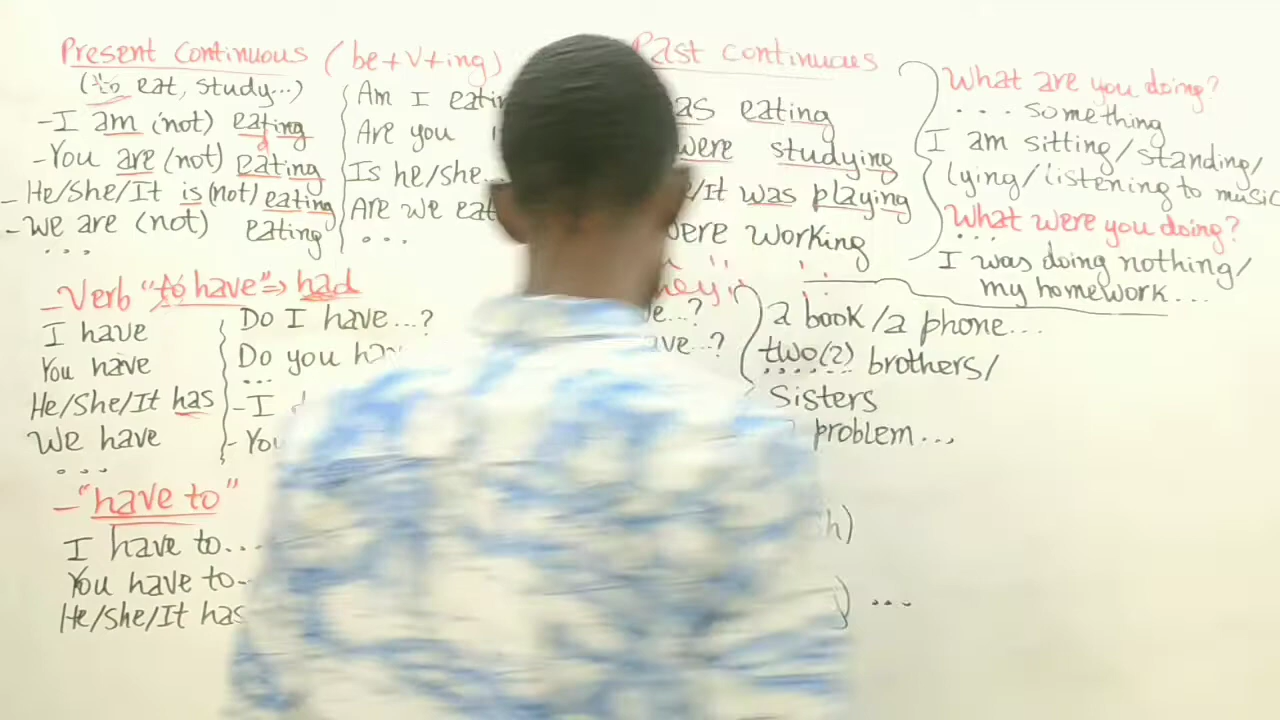 Present Continuous (be+V+ing)
(to eat, study...)
- I am (not) eating
- You are (not) eating
- He/She/It is (not) eating
- We are (not) eating
...
Am I
Are you
Is he/she...
Are we
...
Past continuous
eating
were studying
/It was playing
working
What are you doing?
... something
I am sitting/standing/
lying/listening to music
What were you doing?
...
I was doing nothing/
my homework...
- Verb "to have" => had
I have
You have
He/She/It has
We have
...
Do I have...?
Do you
...
- I
- You
...?
...?
a book/a phone...
two(2) brothers/
Sisters
problem...
- "have to"
I have to...
You have to..
He/She/It has
h)
) ...